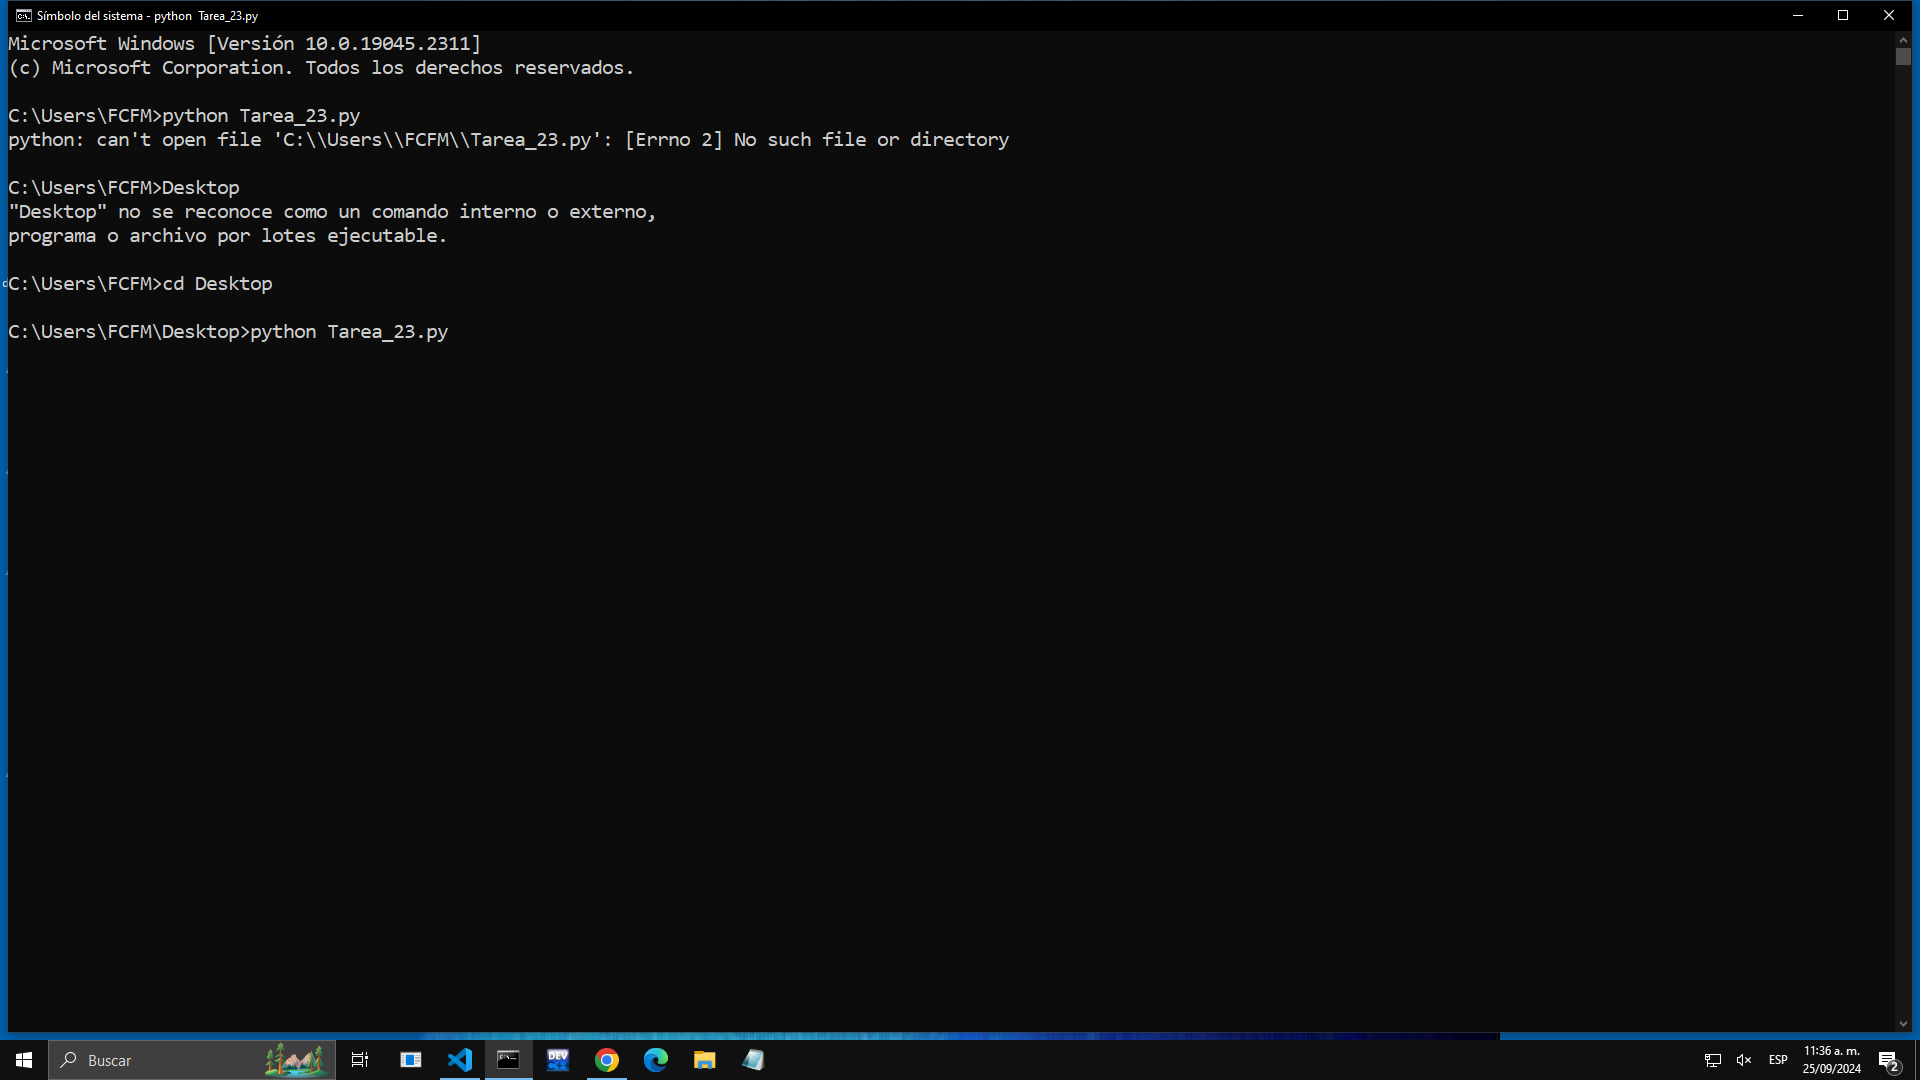 Símbolo del sistema - python  Tarea_23.py
Microsoft Windows [Versión 10.0.19045.2311]
(c) Microsoft Corporation. Todos los derechos reservados.
C:\Users\FCFM>python Tarea_23.py
python: can't open file 'C:\\Users\\FCFM\\Tarea_23.py': [Errno 2] No such file or directory
C:\Users\FCFM>Desktop
"Desktop" no se reconoce como un comando interno o externo,
programa o archivo por lotes ejecutable.
C:\Users\FCFM>cd Desktop
C:\Users\FCFM\Desktop>python Tarea_23.py
Buscar
DEV
ESP
11:36 a. m.
25/09/2024
2